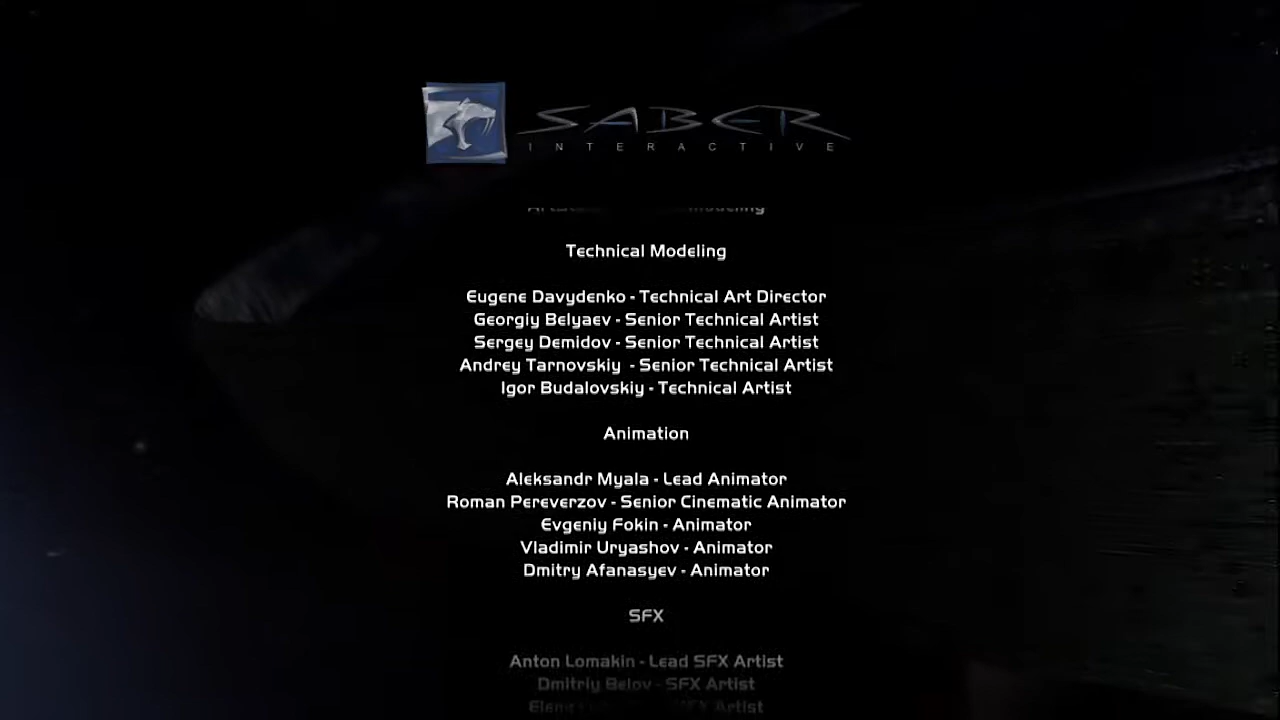 SABER
INTERACTIVE
Modeling
Technical Modeling
Eugene Davydenko - Technical Art Director
Georgiy Belyaev - Senior Technical Artist
Sergey Demidov - Senior Technical Artist
Andrey Tarnovskiy - Senior Technical Artist
Igor Budalovskiy - Technical Artist
Animation
Aleksandr Myala - Lead Animator
Roman Pereverzov - Senior Cinematic Animator
Evgeniy Fokin - Animator
Vladimir Uryashov - Animator
Dmitry Afanasyev - Animator
SFX
Anton Lomakin - Lead SFX Artist
Dmitriy Belov - SFX Artist
SFX Artist